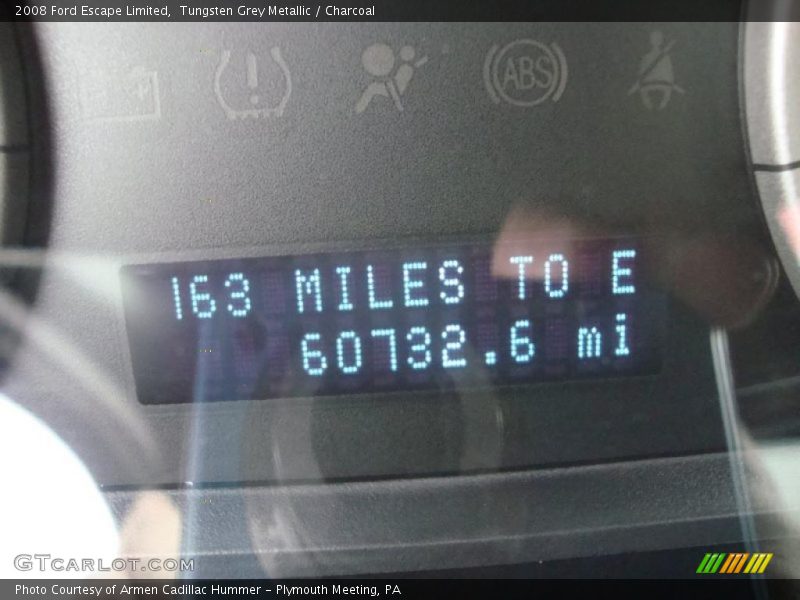 2008 Ford Escape Limited,  Tungsten Grey Metallic / Charcoal
ABS
163 MILES TO E
60732.6 mi
GTCARLOT.COM
Photo Courtesy of Armen Cadillac Hummer - Plymouth Meeting, PA